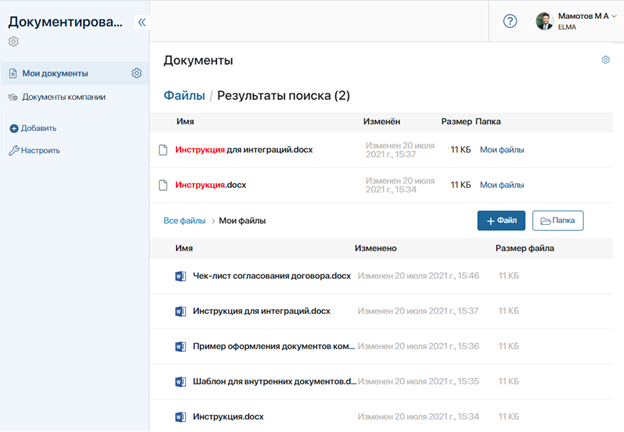 Документирова...
Мамотов М А
ELMA
Мои документы
Документы компании
Добавить
Настроить
Документы
Файлы / Результаты поиска (2)
Имя Изменён Размер Папка
Инструкция для интеграций.docx Изменен 20 июля 2021 г., 15:37 11 КБ Мои файлы
Инструкция.docx Изменен 20 июля 2021 г., 15:34 11 КБ Мои файлы
Все файлы > Мои файлы + Файл Папка
Имя Изменено Размер файла
Чек-лист согласования договора.docx Изменен 20 июля 2021 г., 15:46 11 КБ
Инструкция для интеграций.docx Изменен 20 июля 2021 г., 15:37 11 КБ
Пример оформления документов ком... Изменен 20 июля 2021 г., 15:36 11 КБ
Шаблон для внутренних документов.d... Изменен 20 июля 2021 г., 15:35 11 КБ
Инструкция.docx Изменен 20 июля 2021 г., 15:34 11 КБ